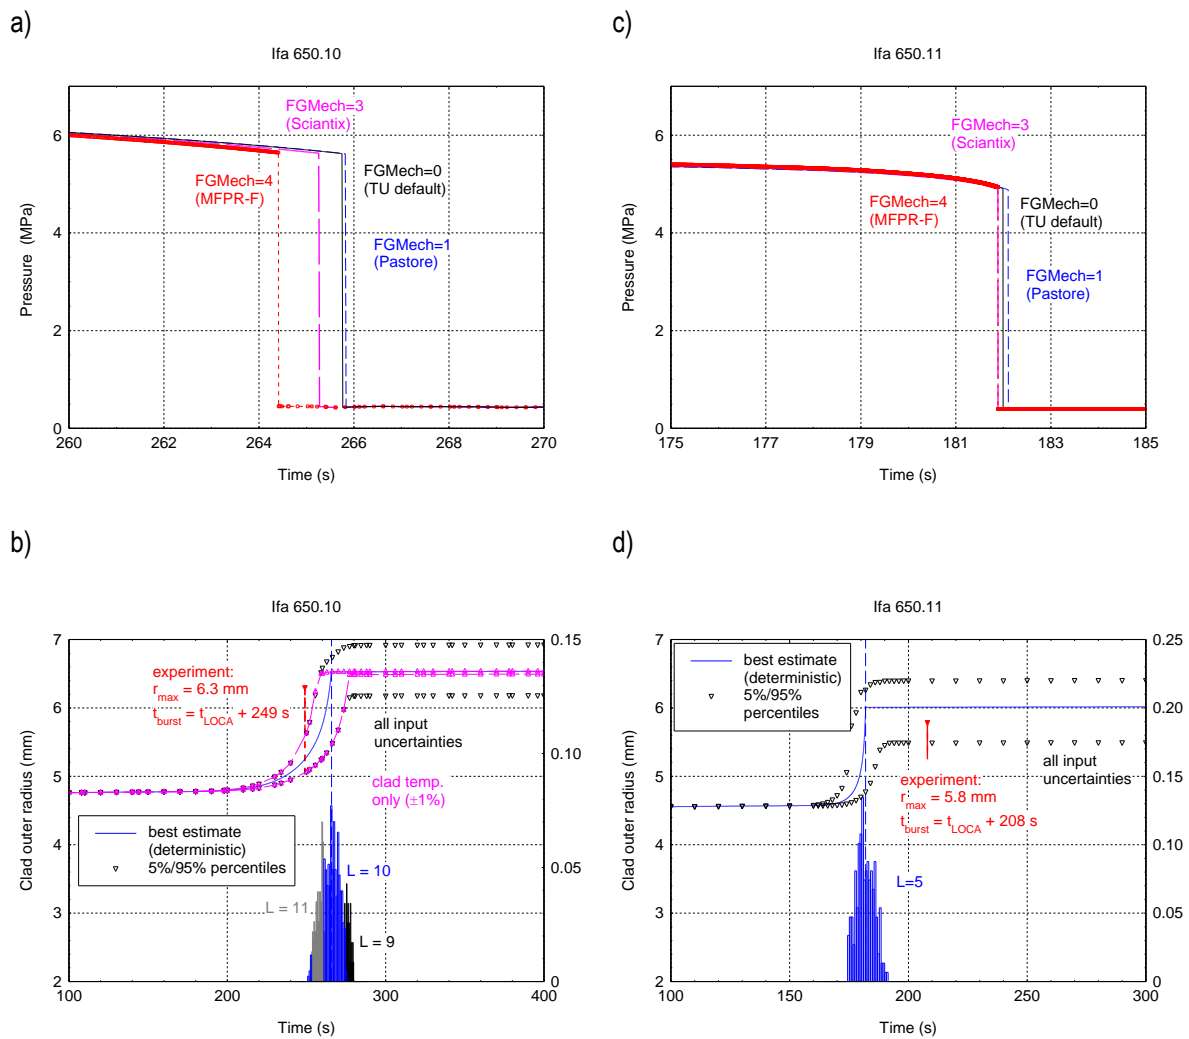 a)
Ifa 650.10
FGMech=3
(Sciantix)
FGMech=4
(MFPR-F)
FGMech=0
(TU default)
FGMech=1
(Pastore)
Pressure (MPa)
0
2
4
6
260 262 264 266 268 270
Time (s)
c)
Ifa 650.11
FGMech=3
(Sciantix)
FGMech=4
(MFPR-F)
FGMech=0
(TU default)
FGMech=1
(Pastore)
Pressure (MPa)
0
2
4
6
175 177 179 181 183 185
Time (s)
b)
Ifa 650.10
experiment:
rmax = 6.3 mm
tburst = tLOCA + 249 s
all input
uncertainties
clad temp.
only (±1%)
best estimate
(deterministic)
5%/95% percentiles
L = 10
L = 11
L = 9
Clad outer radius (mm)
7
6
5
4
3
2
0.15
0.10
0.05
0
100 200 300 400
Time (s)
d)
Ifa 650.11
best estimate
(deterministic)
5%/95%
percentiles
all input
uncertainties
experiment:
rmax = 5.8 mm
tburst = tLOCA + 208 s
L=5
Clad outer radius (mm)
7
6
5
4
3
2
0.25
0.20
0.15
0.10
0.05
0
100 150 200 250 300
Time (s)